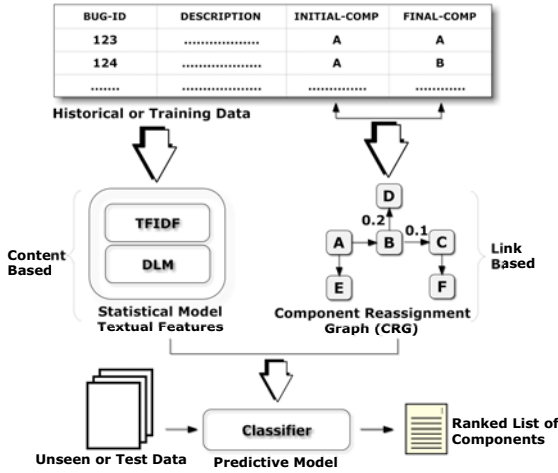 BUG-ID DESCRIPTION INITIAL-COMP FINAL-COMP
123 .................. A A
124 ................... A B
....... ................... .............. ............
Historical or Training Data
Content
Based
TFIDF
DLM
Statistical Model
Textual Features
D
0.2
0.1
A B C
E F
Component Reassignment
Graph (CRG)
Link
Based
Unseen or Test Data
Classifier
Predictive Model
Ranked List of
Components